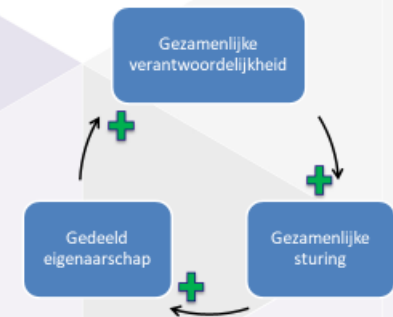 Gezamenlijke
verantwoordelijkheid
Gedeeld
eigenaarschap
Gezamenlijke
sturing